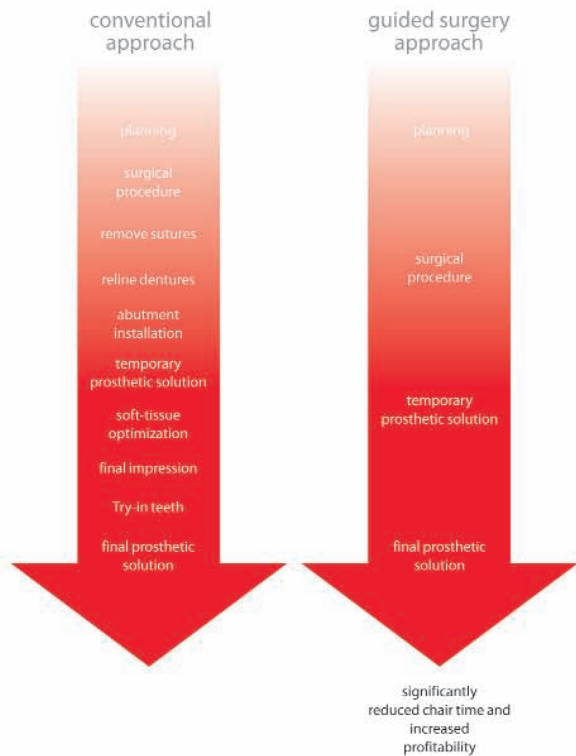 conventional
approach
planning
surgical
procedure
remove sutures
reline dentures
abutment
installation
temporary
prosthetic solution
soft-tissue
optimization
final impression
Try-in teeth
final prosthetic
solution
guided surgery
approach
planning
surgical
procedure
temporary
prosthetic solution
final prosthetic
solution
significantly
reduced chair time and
increased
profitability